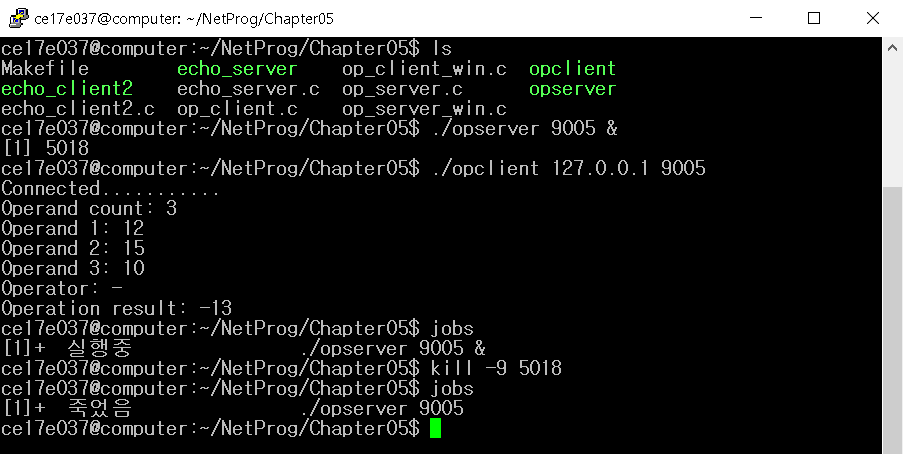 ce17e037@computer: ~/NetProg/Chapter05
ce17e037@computer:~/NetProg/Chapter05$ ls
Makefile        echo_server    op_client_win.c  opclient
echo_client2    echo_server.c  op_server.c      opserver
echo_client2.c  op_client.c    op_server_win.c
ce17e037@computer:~/NetProg/Chapter05$ ./opserver 9005 &
[1] 5018
ce17e037@computer:~/NetProg/Chapter05$ ./opclient 127.0.0.1 9005
Connected...........
Operand count: 3
Operand 1: 12
Operand 2: 15
Operand 3: 10
Operator: -
Operation result: -13
ce17e037@computer:~/NetProg/Chapter05$ jobs
[1]+  실행중               ./opserver 9005 &
ce17e037@computer:~/NetProg/Chapter05$ kill -9 5018
ce17e037@computer:~/NetProg/Chapter05$ jobs
[1]+  죽었음               ./opserver 9005
ce17e037@computer:~/NetProg/Chapter05$